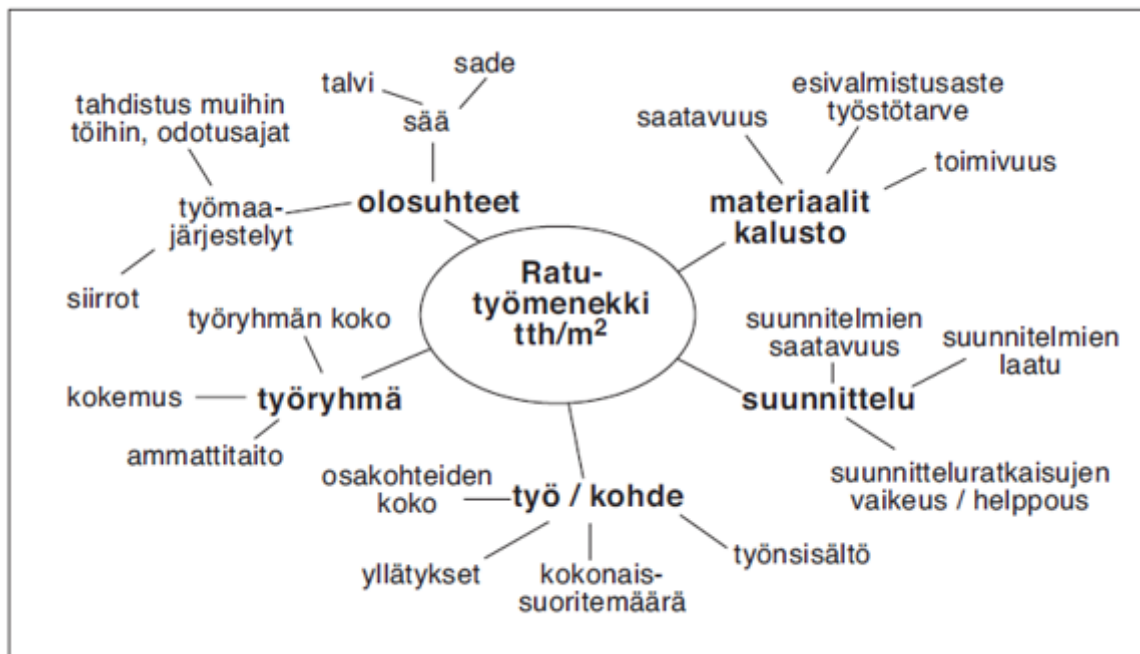 sade
talvi
sää
tahdistus muihin
töihin, odotusajat
olosuhteet
työmaa-
järjestelyt
siirrot
esivalmistusaste
työstötarve
saatavuus
toimivuus
materiaalit
kalusto
Ratu-
työmenekki
tth/m²
työryhmän koko
kokemus
työryhmä
ammattitaito
suunnitelmien
saatavuus
suunnitelmien
laatu
suunnittelu
suunnitteluratkaisujen
vaikeus / helppous
osakohteiden
koko
työ / kohde
yllätykset
kokonais-
suoritemäärä
työnsisältö